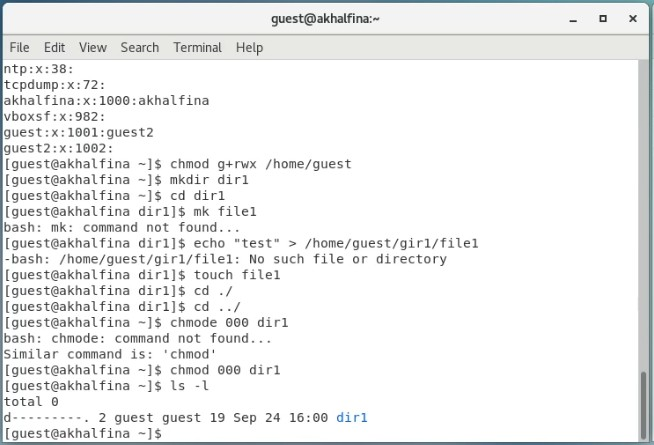 guest@akhalfina:~
File Edit View Search Terminal Help
ntp:x:38:
tcpdump:x:72:
akhalfina:x:1000:akhalfina
vboxsf:x:982:
guest:x:1001:guest2
guest2:x:1002:
[guest@akhalfina ~]$ chmod g+rwx /home/guest
[guest@akhalfina ~]$ mkdir dir1
[guest@akhalfina ~]$ cd dir1
[guest@akhalfina dir1]$ mk file1
bash: mk: command not found...
[guest@akhalfina dir1]$ echo "test" > /home/guest/gir1/file1
-bash: /home/guest/gir1/file1: No such file or directory
[guest@akhalfina dir1]$ touch file1
[guest@akhalfina dir1]$ cd ./
[guest@akhalfina dir1]$ cd ../
[guest@akhalfina ~]$ chmode 000 dir1
bash: chmode: command not found...
Similar command is: 'chmod'
[guest@akhalfina ~]$ chmod 000 dir1
[guest@akhalfina ~]$ ls -l
total 0
d---------. 2 guest guest 19 Sep 24 16:00 dir1
[guest@akhalfina ~]$